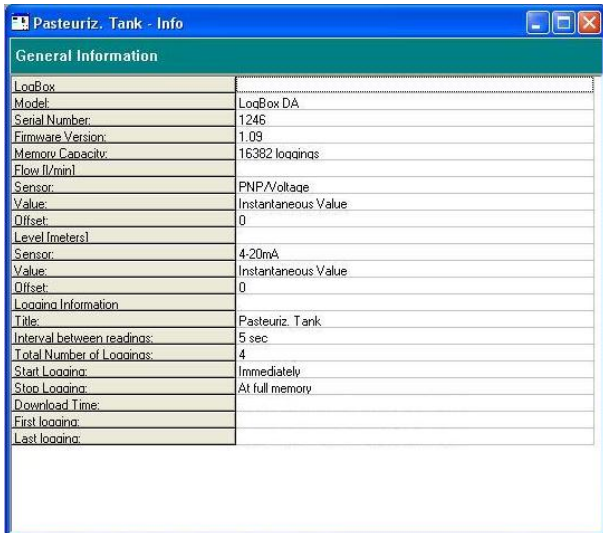 Pasteuriz. Tank - Info
General Information
LogBox
Model: LogBox DA
Serial Number: 1246
Firmware Version: 1.09
Memory Capacity: 16382 loggings
Flow [l/min]
Sensor: PNP/Voltage
Value: Instantaneous Value
Offset: 0
Level [meters]
Sensor: 4-20mA
Value: Instantaneous Value
Offset: 0
Logging Information
Title: Pasteuriz. Tank
Interval between readings: 5 sec
Total Number of Loggings: 4
Start Logging: Immediately
Stop Logging: At full memory
Download Time:
First logging:
Last logging: